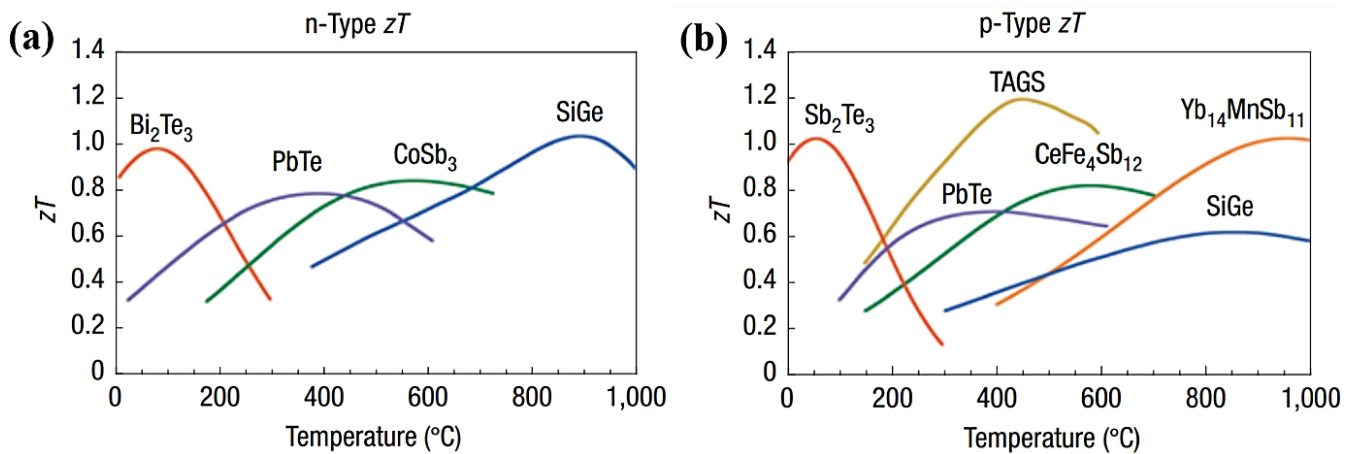 (a)
n-Type zT
zT
1.4
1.2
1.0
0.8
0.6
0.4
0.2
0
Bi₂Te₃
PbTe
CoSb₃
SiGe
0 200 400 600 800 1,000
Temperature (°C)
(b)
p-Type zT
zT
1.4
1.2
1.0
0.8
0.6
0.4
0.2
0
Sb₂Te₃
TAGS
PbTe
CeFe₄Sb₁₂
Yb₁₄MnSb₁₁
SiGe
0 200 400 600 800 1,000
Temperature (°C)